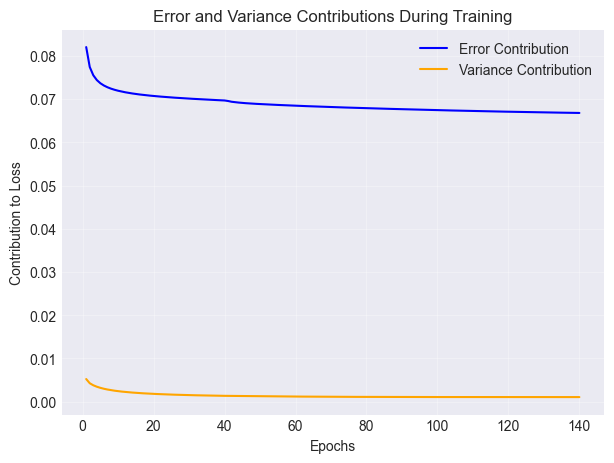 Error and Variance Contributions During Training
Error Contribution
Variance Contribution
Contribution to Loss
0.08
0.07
0.06
0.05
0.04
0.03
0.02
0.01
0.00
0 20 40 60 80 100 120 140
Epochs